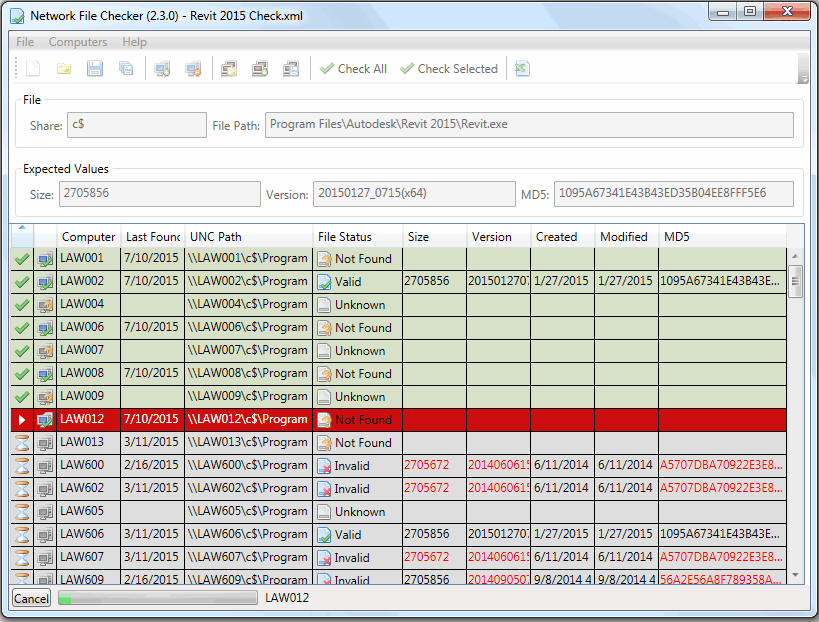 Network File Checker (2.3.0) - Revit 2015 Check.xml
File Computers Help
Check All Check Selected
File
Share: c$ File Path: Program Files\Autodesk\Revit 2015\Revit.exe
Expected Values
Size: 2705856 Version: 20150127_0715(x64) MD5: 1095A67341E43B43ED35B04EE8FFF5E6
Computer Last Found UNC Path File Status Size Version Created Modified MD5
LAW001 7/10/2015 \\LAW001\c$\Program Not Found
LAW002 7/10/2015 \\LAW002\c$\Program Valid 2705856 2015012707 1/27/2015 1/27/2015 1095A67341E43B43E...
LAW004 \\LAW004\c$\Program Unknown
LAW006 7/10/2015 \\LAW006\c$\Program Not Found
LAW007 \\LAW007\c$\Program Unknown
LAW008 7/10/2015 \\LAW008\c$\Program Not Found
LAW009 \\LAW009\c$\Program Unknown
LAW012 7/10/2015 \\LAW012\c$\Program Not Found
LAW013 3/11/2015 \\LAW013\c$\Program Not Found
LAW600 2/16/2015 \\LAW600\c$\Program Invalid 2705672 2014060615 6/11/2014 6/11/2014 A5707DBA70922E3E8...
LAW602 3/11/2015 \\LAW602\c$\Program Invalid 2705672 2014060615 6/11/2014 6/11/2014 A5707DBA70922E3E8...
LAW605 \\LAW605\c$\Program Unknown
LAW606 3/11/2015 \\LAW606\c$\Program Valid 2705856 2015012707 1/27/2015 1/27/2015 1095A67341E43B43E...
LAW607 3/11/2015 \\LAW607\c$\Program Invalid 2705672 2014060615 6/11/2014 6/11/2014 A5707DBA70922E3E8...
LAW609 2/16/2015 \\LAW609\c$\Program Invalid 2705856 2014090507 9/8/2014 4 9/8/2014 4 56A2E56A8F789358A...
Cancel LAW012